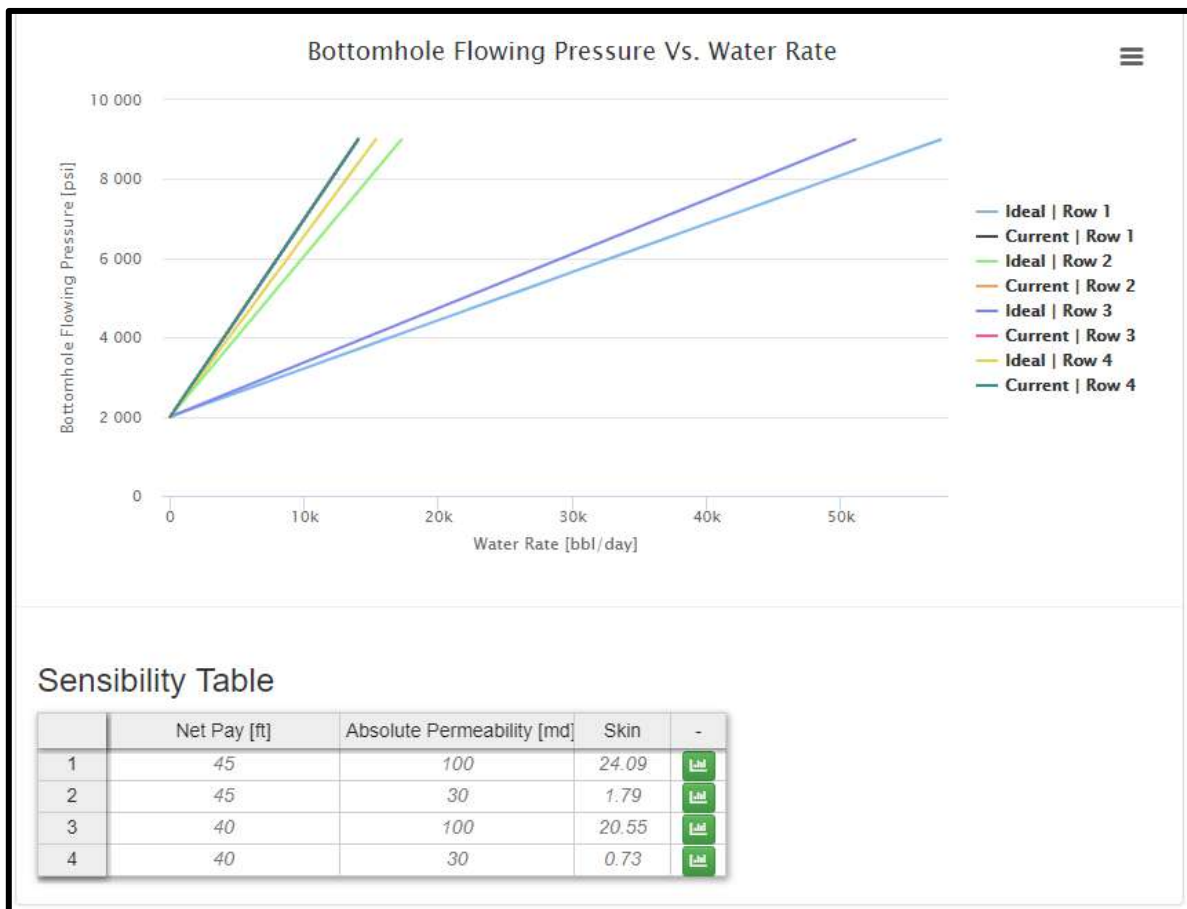 Bottomhole Flowing Pressure Vs. Water Rate
10 000
8 000
6 000
4 000
2 000
0
Bottomhole Flowing Pressure [psi]
0 10k 20k 30k 40k 50k
Water Rate [bbl/day]
Ideal | Row 1
Current | Row 1
Ideal | Row 2
Current | Row 2
Ideal | Row 3
Current | Row 3
Ideal | Row 4
Current | Row 4
Sensibility Table
Net Pay [ft] Absolute Permeability [md] Skin -
1 45 100 24.09
2 45 30 1.79
3 40 100 20.55
4 40 30 0.73